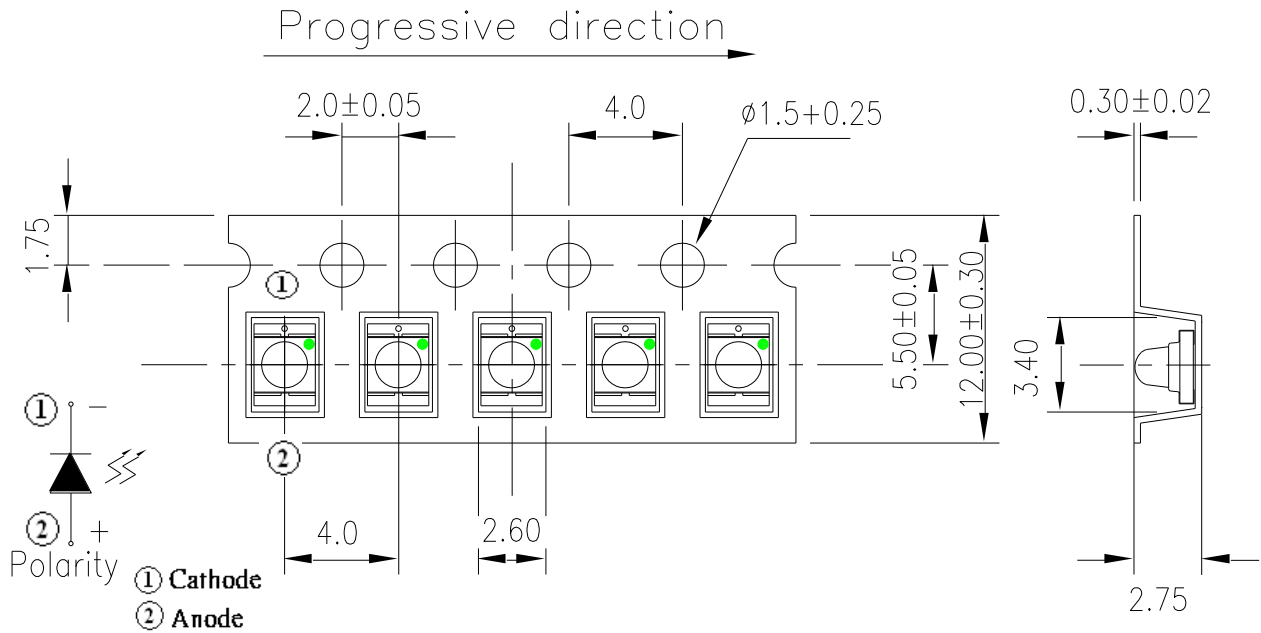 Progressive direction
2.0±0.05
4.0
ø1.5+0.25
0.30±0.02
1.75
①
5.50±0.05
12.00±0.30
3.40
① −
②
② +
Polarity
4.0
2.60
2.75
① Cathode
② Anode